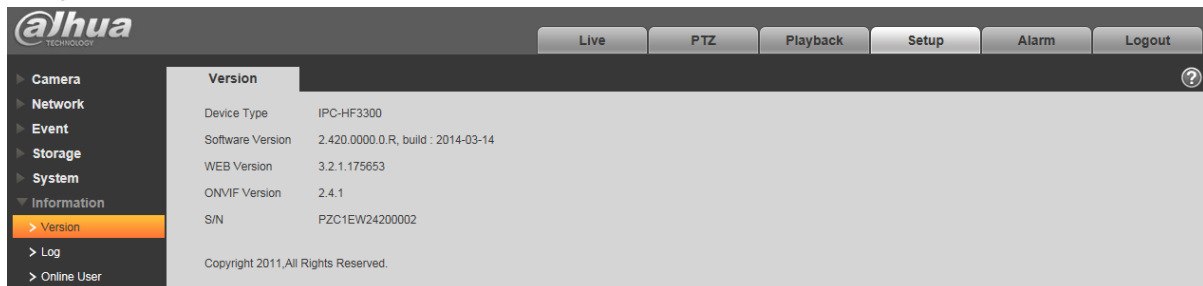 alhua
TECHNOLOGY
Live PTZ Playback Setup Alarm Logout
Camera
Network
Event
Storage
System
Information
> Version
> Log
> Online User
Version
?
Device Type IPC-HF3300
Software Version 2.420.0000.0.R, build : 2014-03-14
WEB Version 3.2.1.175653
ONVIF Version 2.4.1
S/N PZC1EW24200002
Copyright 2011,All Rights Reserved.